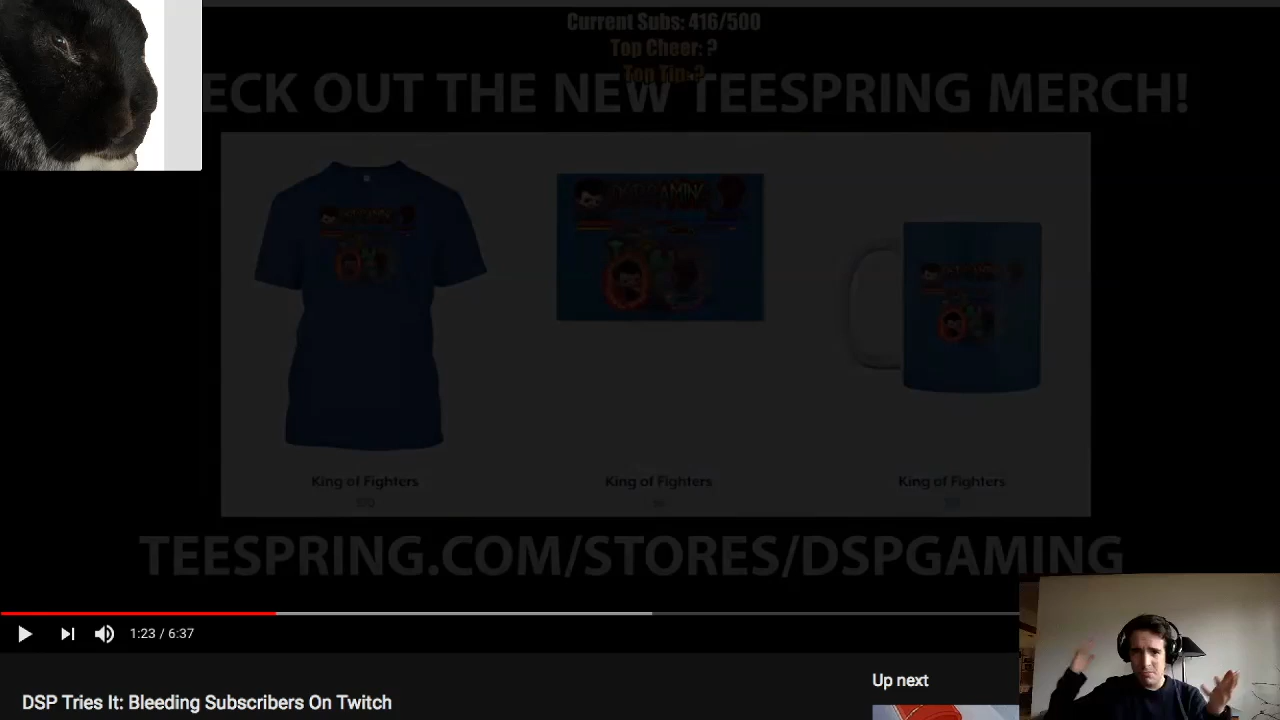 Current Subs: 416/500
Top Cheer: ?
Top Tip: ?
ECK OUT THE NEW TEESPRING MERCH!
King of Fighters
King of Fighters
King of Fighters
TEESPRING.COM/STORES/DSPGAMING
1:23 / 6:37
DSP Tries It: Bleeding Subscribers On Twitch
Up next